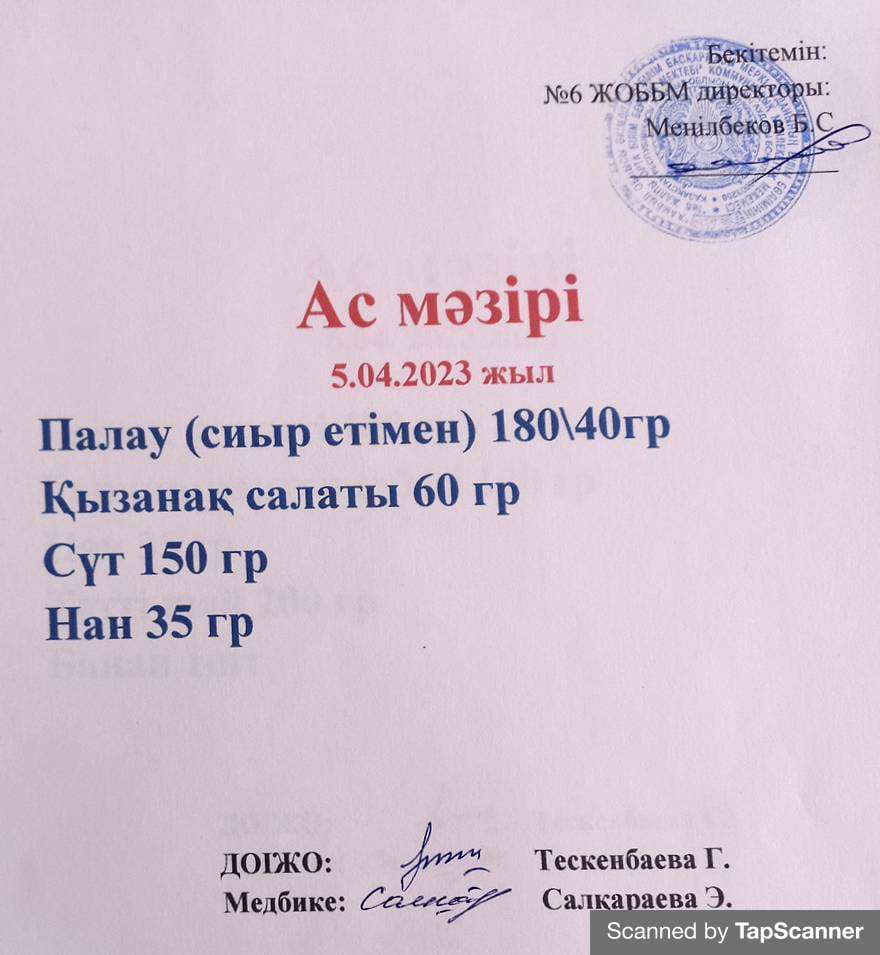 Бекітемін:
№6 ЖОББМ директоры:
Меңілбеков Б.С
Ас мәзірі
5.04.2023 жыл
Палау (сиыр етімен) 180\40гр
Қызанақ салаты 60 гр
Сүт 150 гр
Нан 35 гр
ДОІЖО: Тескенбаева Г.
Медбике: Салкараева Э.
Scanned by TapScanner